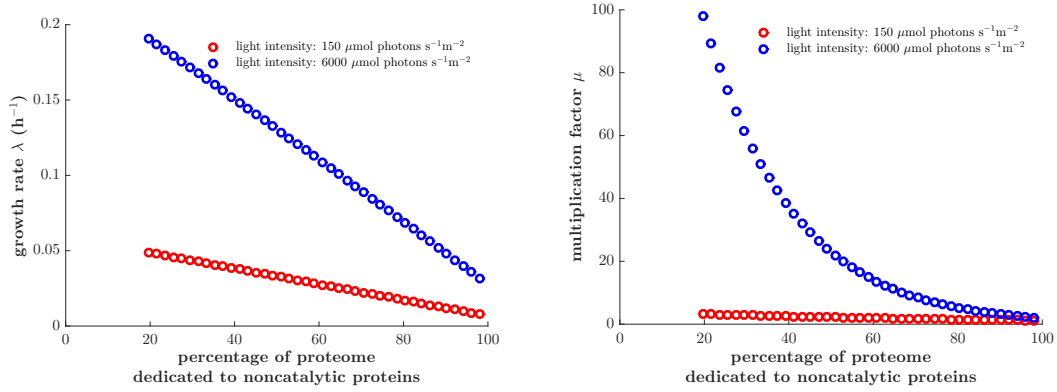 0.2
0.15
0.1
0.05
0
growth rate λ (h⁻¹)
light intensity: 150 μmol photons s⁻¹m⁻²
light intensity: 6000 μmol photons s⁻¹m⁻²
0 20 40 60 80 100
percentage of proteome
dedicated to noncatalytic proteins
100
80
60
40
20
0
multiplication factor μ
light intensity: 150 μmol photons s⁻¹m⁻²
light intensity: 6000 μmol photons s⁻¹m⁻²
0 20 40 60 80 100
percentage of proteome
dedicated to noncatalytic proteins